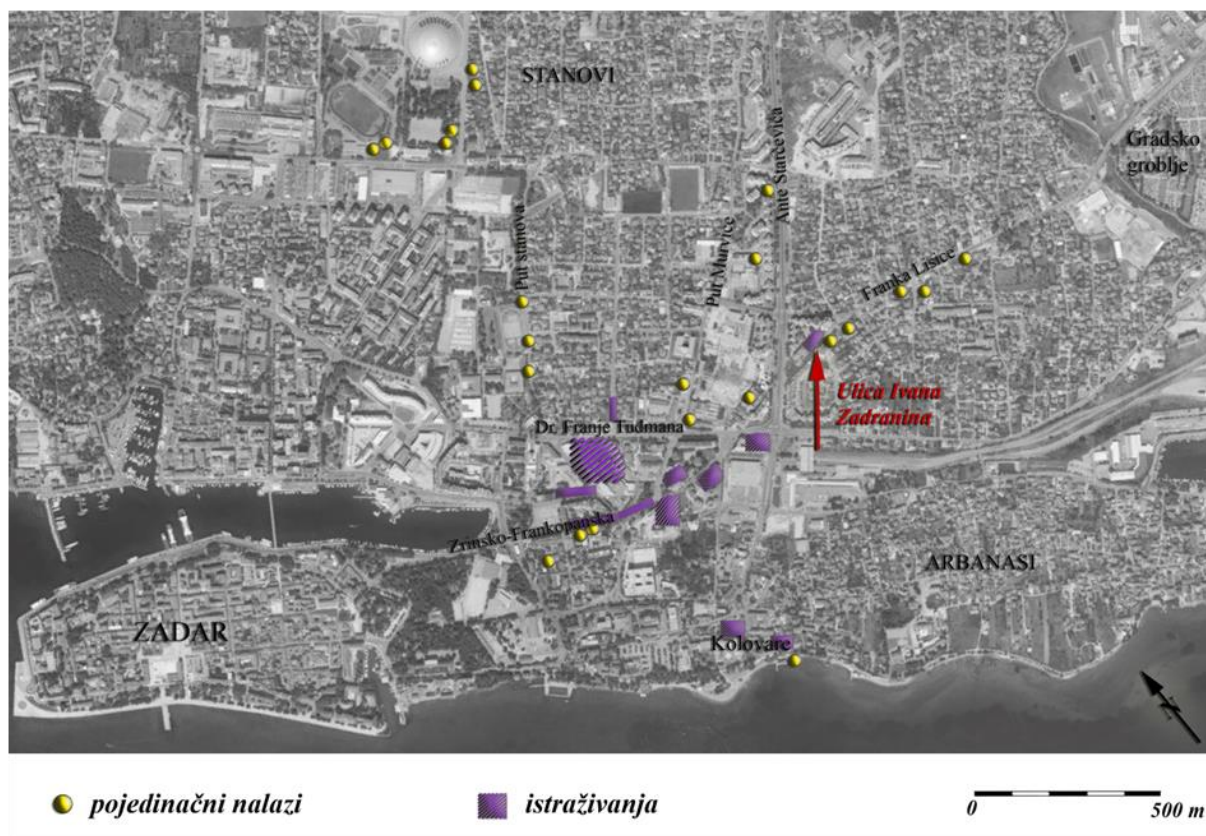 STANOVI
Gradsko
groblje
Ante Starčevića
Put Murvice
Put stanova
Franka Lisice
Ulica Ivana
Zadranina
Dr. Franje Tuđmana
Zrinsko-Frankopanska
ARBANASI
ZADAR
Kolovare
N
pojedinačni nalazi
istraživanja
0
500 m